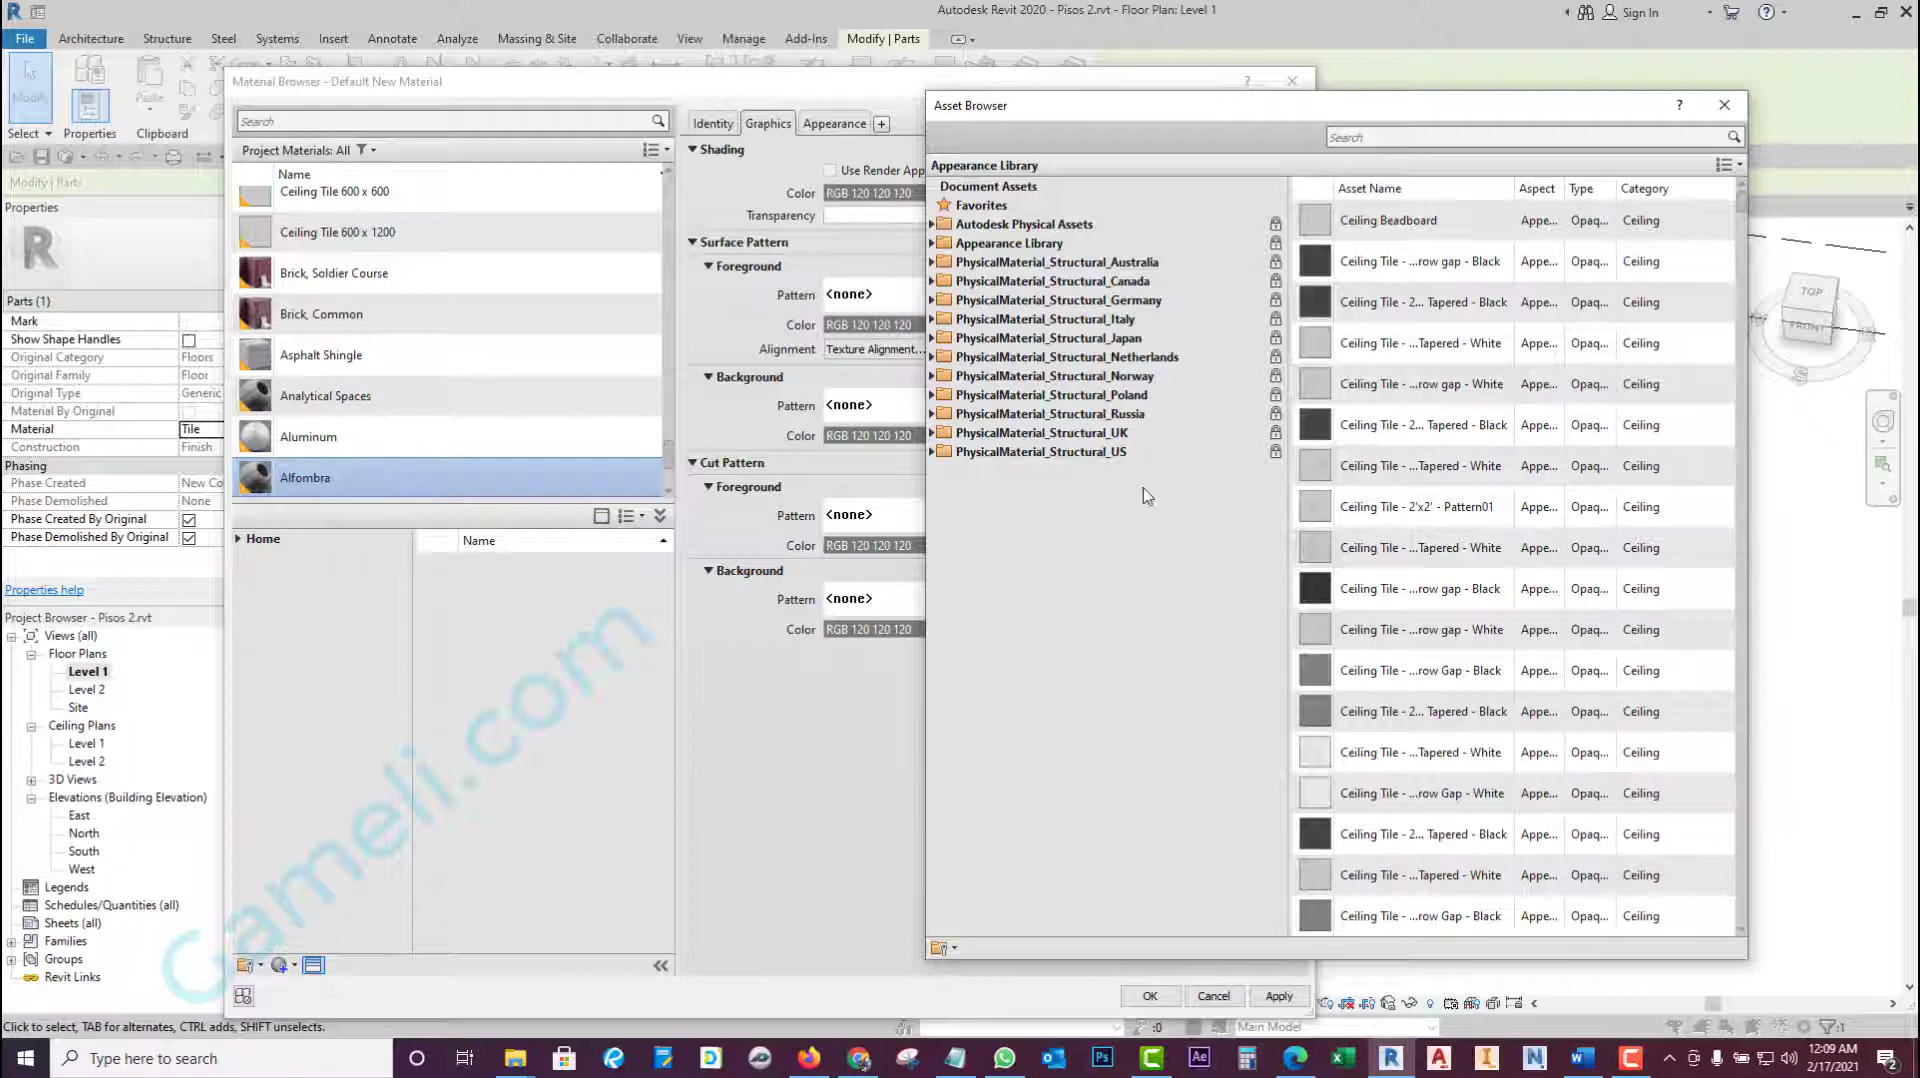 Autodesk Revit 2020 - Pisos 2.rvt - Floor Plan: Level 1
Sign In
File Architecture Structure Steel Systems Insert Annotate Analyze Massing & Site Collaborate View Manage Add-Ins Modify | Parts
Modify
Paste
Select Properties Clipboard
Modify | Parts
Properties
Parts (1)
Mark
Show Shape Handles
Original Category Floors
Original Family Floor
Original Type Generic
Material By Original
Material Tile
Construction Finish
Phasing
Phase Created New Co
Phase Demolished None
Phase Created By Original
Phase Demolished By Original
Properties help
Project Browser - Pisos 2.rvt
Views (all)
Floor Plans
Level 1
Level 2
Site
Ceiling Plans
Level 1
Level 2
3D Views
Elevations (Building Elevation)
East
North
South
West
Legends
Schedules/Quantities (all)
Sheets (all)
Families
Groups
Revit Links
Material Browser - Default New Material
Search
Project Materials: All
Name
Ceiling Tile 600 x 600
Ceiling Tile 600 x 1200
Brick, Soldier Course
Brick, Common
Asphalt Shingle
Analytical Spaces
Aluminum
Alfombra
Home
Name
Identity Graphics Appearance
Shading
Use Render App
Color RGB 120 120 120
Transparency
Surface Pattern
Foreground
Pattern <none>
Color RGB 120 120 120
Alignment Texture Alignment...
Background
Pattern <none>
Color RGB 120 120 120
Cut Pattern
Foreground
Pattern <none>
Color RGB 120 120 120
Background
Pattern <none>
Color RGB 120 120 120
OK Cancel Apply
Asset Browser
Search
Appearance Library
Document Assets
Favorites
Autodesk Physical Assets
Appearance Library
PhysicalMaterial_Structural_Australia
PhysicalMaterial_Structural_Canada
PhysicalMaterial_Structural_Germany
PhysicalMaterial_Structural_Italy
PhysicalMaterial_Structural_Japan
PhysicalMaterial_Structural_Netherlands
PhysicalMaterial_Structural_Norway
PhysicalMaterial_Structural_Poland
PhysicalMaterial_Structural_Russia
PhysicalMaterial_Structural_UK
PhysicalMaterial_Structural_US
Asset Name Aspect Type Category
Ceiling Beadboard Appe... Opaq... Ceiling
Ceiling Tile - ...row gap - Black Appe... Opaq... Ceiling
Ceiling Tile - 2... Tapered - Black Appe... Opaq... Ceiling
Ceiling Tile - ...Tapered - White Appe... Opaq... Ceiling
Ceiling Tile - ...row gap - White Appe... Opaq... Ceiling
Ceiling Tile - 2... Tapered - Black Appe... Opaq... Ceiling
Ceiling Tile - ...Tapered - White Appe... Opaq... Ceiling
Ceiling Tile - 2'x2' - Pattern01 Appe... Opaq... Ceiling
Ceiling Tile - ...Tapered - White Appe... Opaq... Ceiling
Ceiling Tile - ...row gap - Black Appe... Opaq... Ceiling
Ceiling Tile - ...row gap - White Appe... Opaq... Ceiling
Ceiling Tile - ...row Gap - Black Appe... Opaq... Ceiling
Ceiling Tile - 2... Tapered - Black Appe... Opaq... Ceiling
Ceiling Tile - ...Tapered - White Appe... Opaq... Ceiling
Ceiling Tile - ...row Gap - White Appe... Opaq... Ceiling
Ceiling Tile - 2... Tapered - Black Appe... Opaq... Ceiling
Ceiling Tile - ...Tapered - White Appe... Opaq... Ceiling
Ceiling Tile - ...row Gap - Black Appe... Opaq... Ceiling
TOP
FRONT
S
Gameli.com
Click to select, TAB for alternates, CTRL adds, SHIFT unselects.
:0
Main Model
:1
Type here to search
12:09 AM
2/17/2021
2